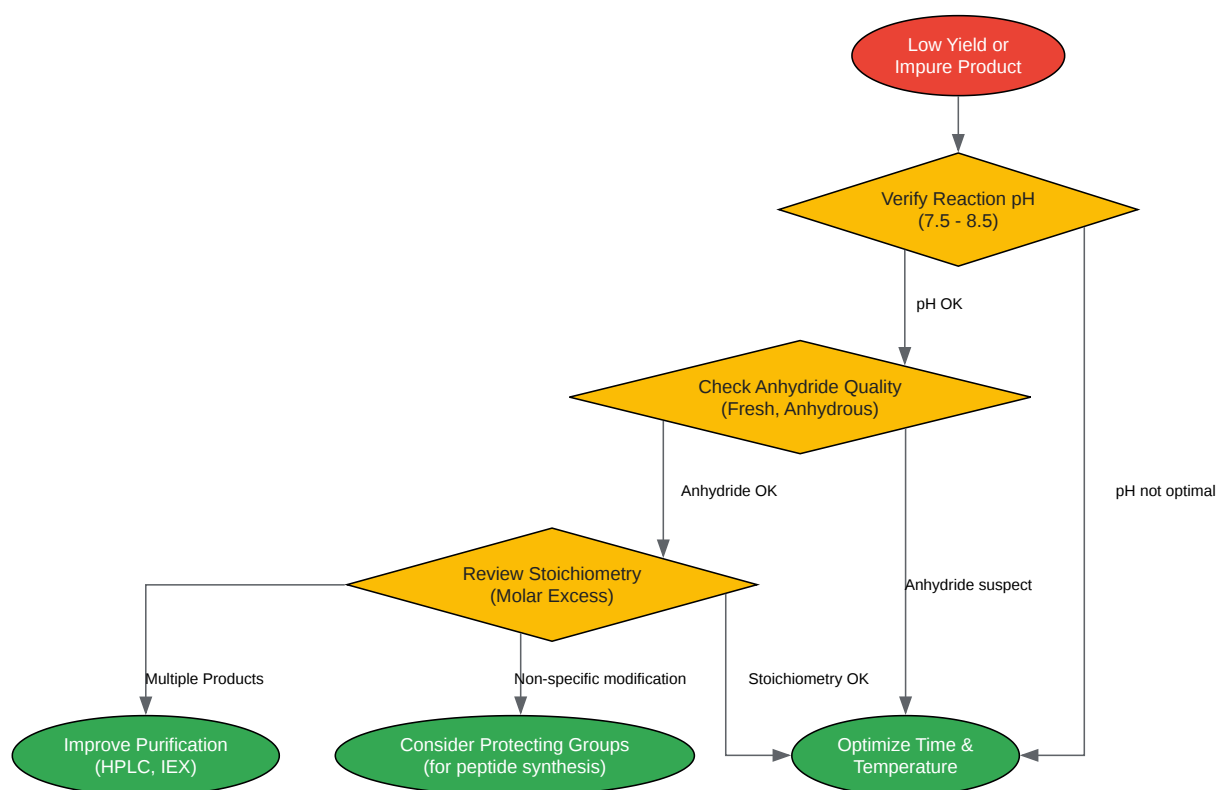 Low Yield or
Impure Product
Verify Reaction pH
(7.5 - 8.5)
pH OK
Check Anhydride Quality
(Fresh, Anhydrous)
Anhydride OK
pH not optimal
Review Stoichiometry
(Molar Excess)
Anhydride suspect
Multiple Products
Non-specific modification
Stoichiometry OK
Improve Purification
(HPLC, IEX)
Consider Protecting Groups
(for peptide synthesis)
Optimize Time &
Temperature